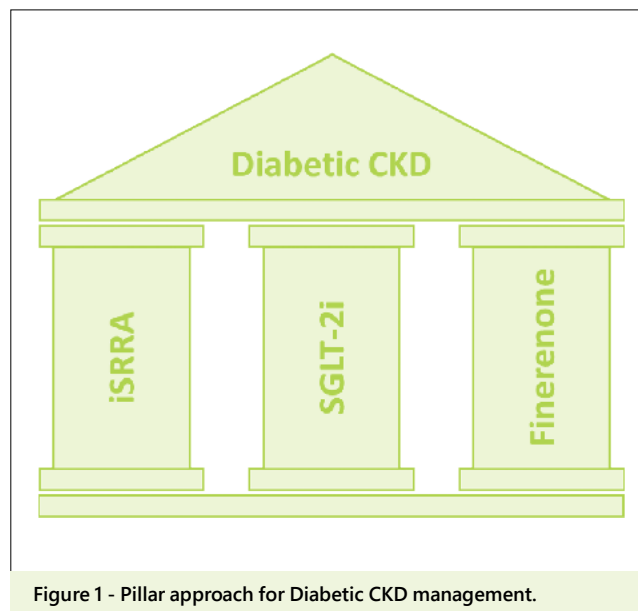 Diabetic CKD
iSRRA
SGLT-2i
Finerenone
Figure 1 - Pillar approach for Diabetic CKD management.